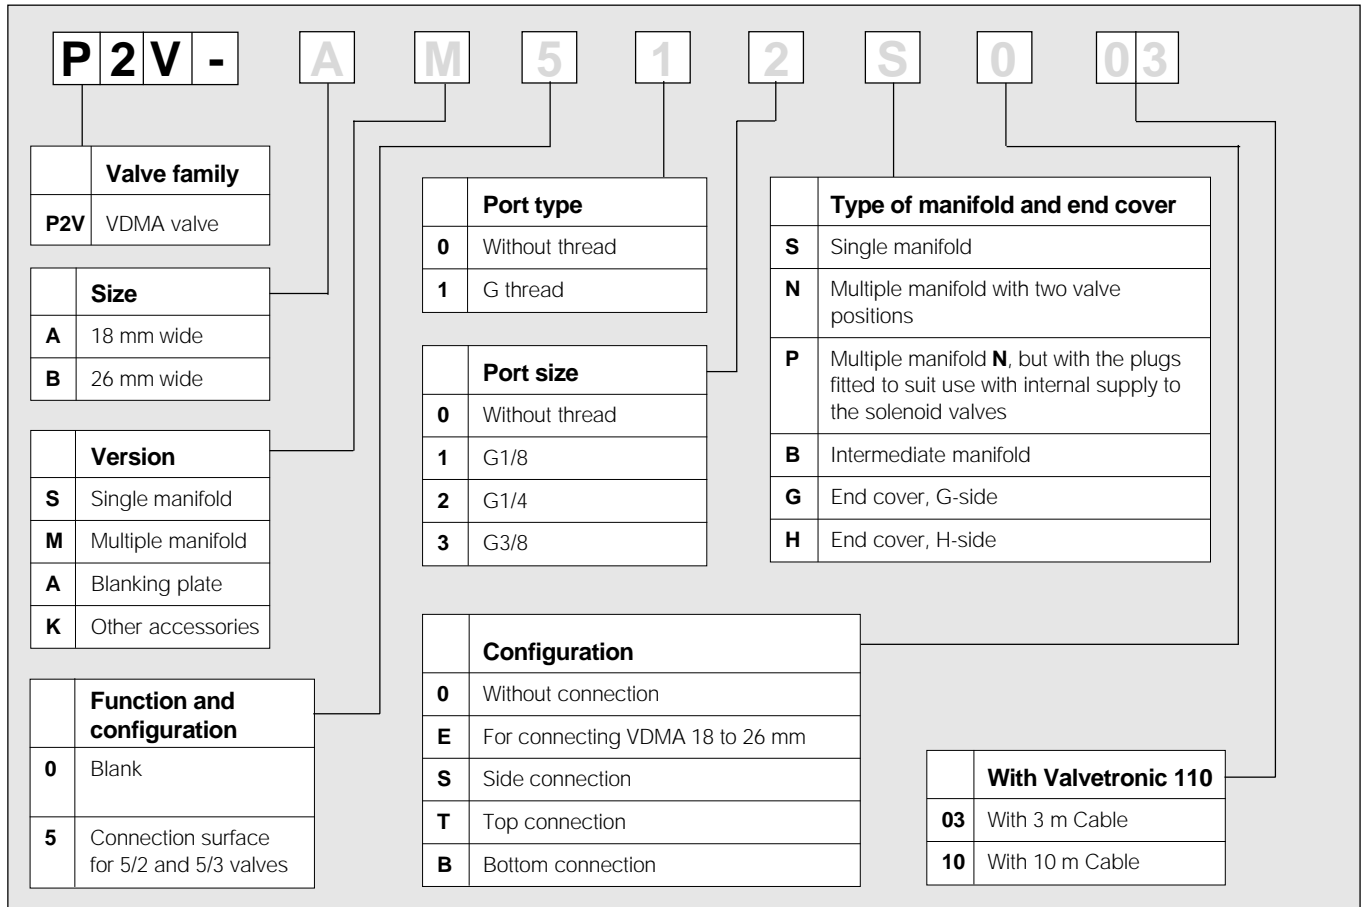 P2V- A M 5 1 2 S 0 03
Valve family
P2V VDMA valve
Size
A 18 mm wide
B 26 mm wide
Version
S Single manifold
M Multiple manifold
A Blanking plate
K Other accessories
Function and
configuration
0 Blank
5 Connection surface
for 5/2 and 5/3 valves
Port type
0 Without thread
1 G thread
Port size
0 Without thread
1 G1/8
2 G1/4
3 G3/8
Configuration
0 Without connection
E For connecting VDMA 18 to 26 mm
S Side connection
T Top connection
B Bottom connection
Type of manifold and end cover
S Single manifold
N Multiple manifold with two valve
positions
P Multiple manifold N, but with the plugs
fitted to suit use with internal supply to
the solenoid valves
B Intermediate manifold
G End cover, G-side
H End cover, H-side
With Valvetronic 110
03 With 3 m Cable
10 With 10 m Cable